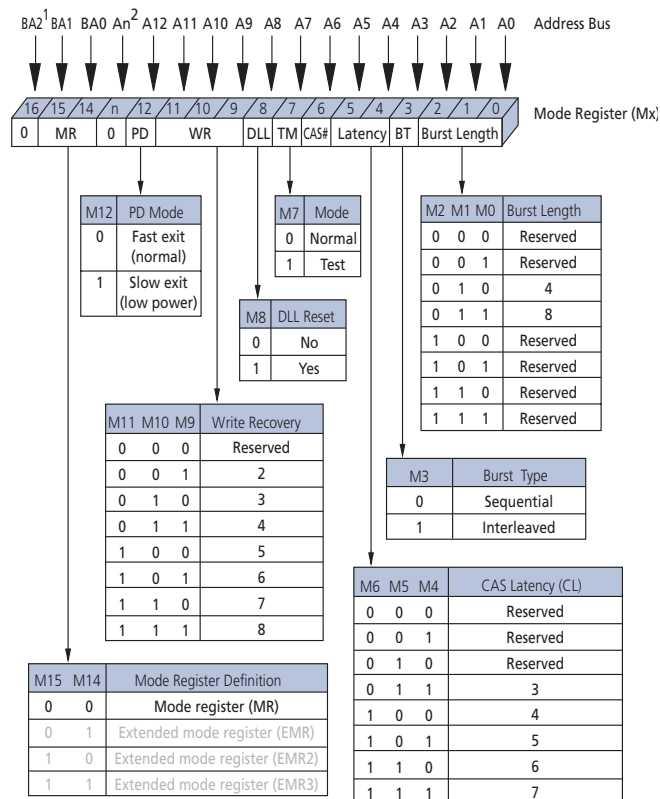 BA2¹ BA1 BA0 An² A12 A11 A10 A9 A8 A7 A6 A5 A4 A3 A2 A1 A0 Address Bus
16 15 14 n 12 11 10 9 8 7 6 5 4 3 2 1 0 Mode Register (Mx)
0 MR 0 PD WR DLL TM CAS# Latency BT Burst Length
M12 PD Mode
0 Fast exit
(normal)
1 Slow exit
(low power)
M7 Mode
0 Normal
1 Test
M2 M1 M0 Burst Length
0 0 0 Reserved
0 0 1 Reserved
0 1 0 4
0 1 1 8
1 0 0 Reserved
1 0 1 Reserved
1 1 0 Reserved
1 1 1 Reserved
M8 DLL Reset
0 No
1 Yes
M11 M10 M9 Write Recovery
0 0 0 Reserved
0 0 1 2
0 1 0 3
0 1 1 4
1 0 0 5
1 0 1 6
1 1 0 7
1 1 1 8
M3 Burst Type
0 Sequential
1 Interleaved
M6 M5 M4 CAS Latency (CL)
0 0 0 Reserved
0 0 1 Reserved
0 1 0 Reserved
0 1 1 3
1 0 0 4
1 0 1 5
1 1 0 6
1 1 1 7
M15 M14 Mode Register Definition
0 0 Mode register (MR)
0 1 Extended mode register (EMR)
1 0 Extended mode register (EMR2)
1 1 Extended mode register (EMR3)